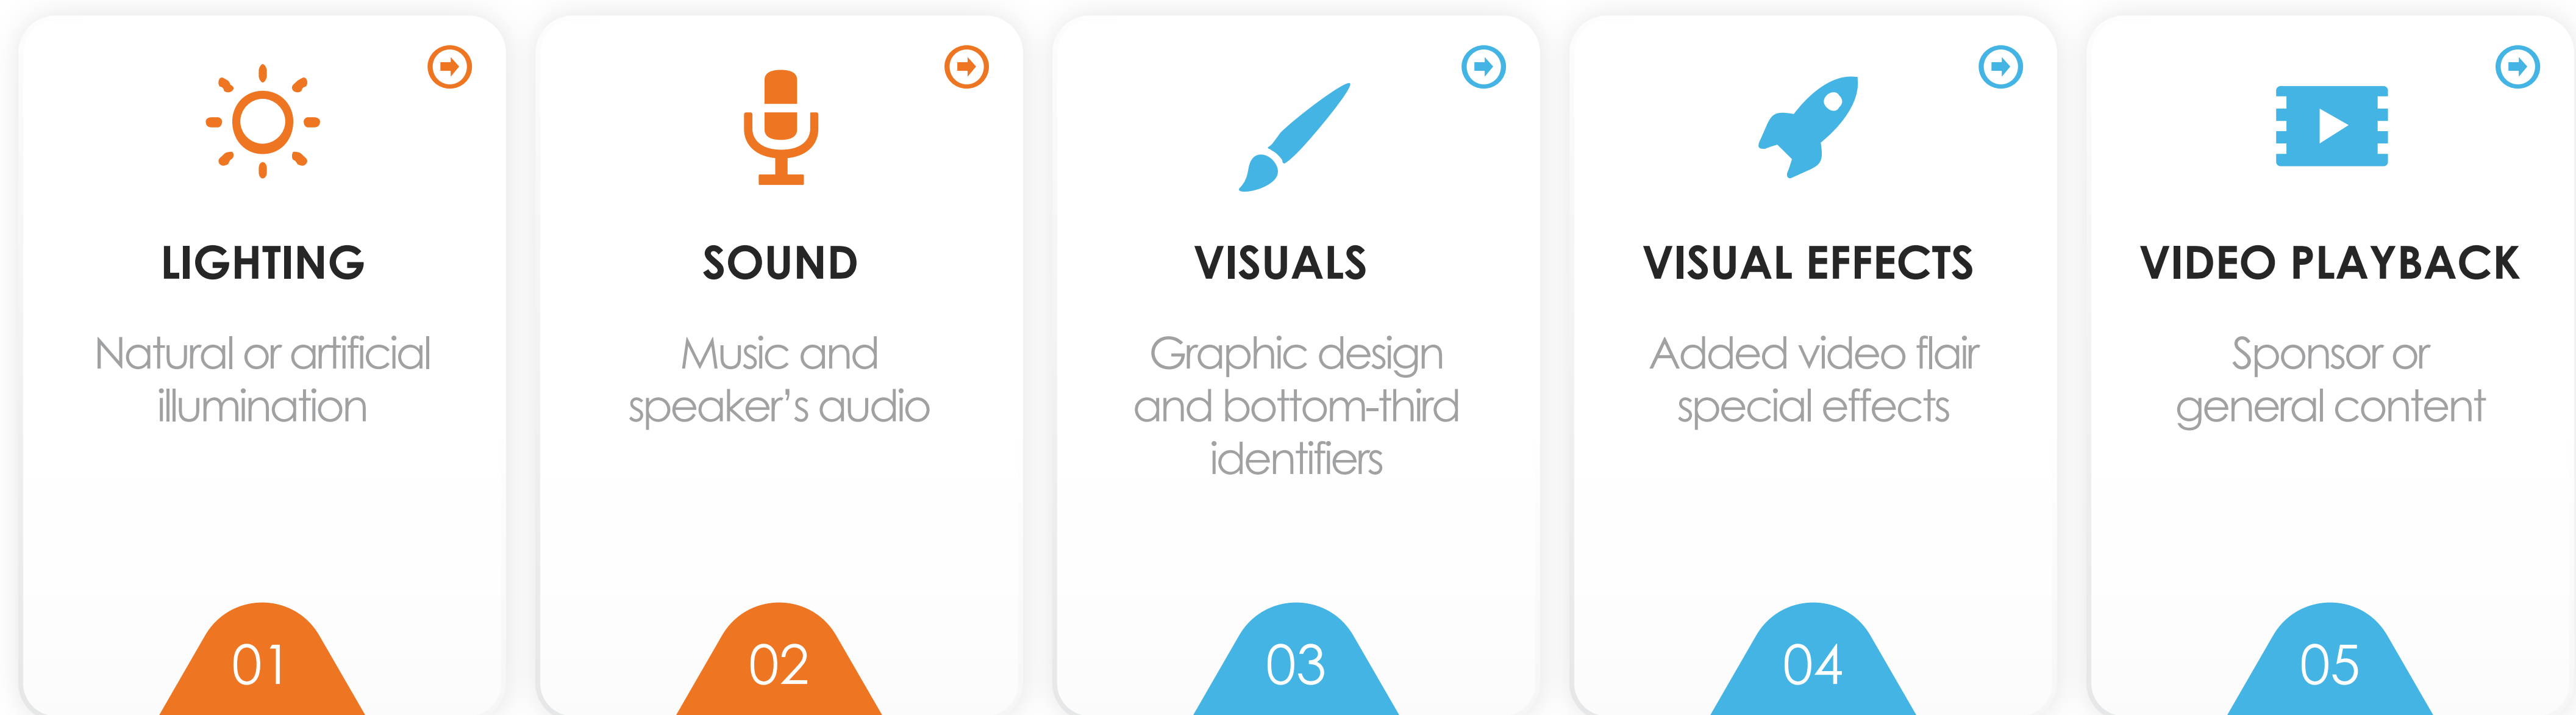 LIGHTING
Natural or artificial
illumination
01
SOUND
Music and
speaker’s audio
02
VISUALS
Graphic design
and bottom-third
identifiers
03
VISUAL EFFECTS
Added video flair
special effects
04
VIDEO PLAYBACK
Sponsor or
general content
05